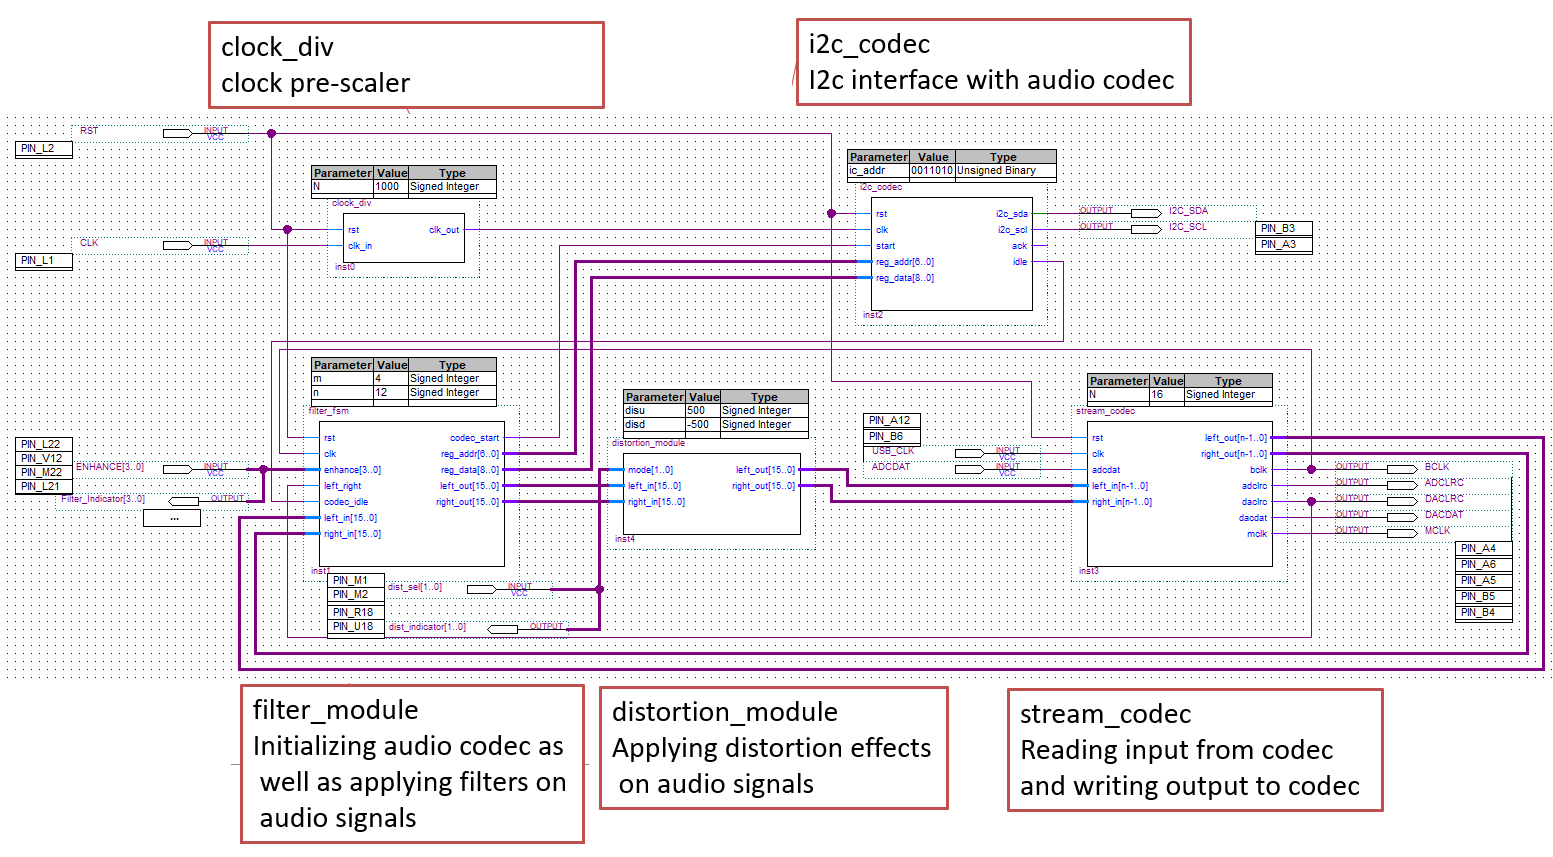 clock_div
clock pre-scaler
i2c_codec
I2c interface with audio codec
RST
INPUT
VCC
PIN_L2
CLK
INPUT
VCC
PIN_L1
Parameter Value Type
N 1000 Signed Integer
clock_div
rst clk_out
clk_in
inst0
Parameter Value Type
ic_addr 0011010 Unsigned Binary
i2c_codec
rst i2c_sda
clk i2c_scl
start ack
reg_addr[6..0] idle
reg_data[8..0]
inst2
OUTPUT I2C_SDA
OUTPUT I2C_SCL
PIN_B3
PIN_A3
Parameter Value Type
m 4 Signed Integer
n 12 Signed Integer
filter_fsm
rst codec_start
clk reg_addr[6..0]
enhance[3..0] reg_data[8..0]
left_right left_out[15..0]
codec_idle right_out[15..0]
left_in[15..0]
right_in[15..0]
inst1
PIN_L22
PIN_V12
PIN_M22
PIN_L21
ENHANCE[3..0]
INPUT
VCC
Filter_Indicator[3..0]
OUTPUT
...
Parameter Value Type
disu 500 Signed Integer
disd -500 Signed Integer
distortion_module
mode[1..0] left_out[15..0]
left_in[15..0] right_out[15..0]
right_in[15..0]
inst4
PIN_M1
PIN_M2
PIN_R18
PIN_U18
dist_sel[1..0]
INPUT
VCC
dist_indicator[1..0]
OUTPUT
PIN_A12
PIN_B6
USB_CLK
INPUT
VCC
ADCDAT
INPUT
VCC
Parameter Value Type
N 16 Signed Integer
stream_codec
rst left_out[n-1..0]
clk right_out[n-1..0]
adcdat bclk
left_in[n-1..0] adclrc
right_in[n-1..0] daclrc
dacdat
mclk
inst3
OUTPUT BCLK
OUTPUT ADCLRC
OUTPUT DACLRC
OUTPUT DACDAT
OUTPUT MCLK
PIN_A4
PIN_A6
PIN_A5
PIN_B5
PIN_B4
filter_module
Initializing audio codec as
well as applying filters on
audio signals
distortion_module
Applying distortion effects
on audio signals
stream_codec
Reading input from codec
and writing output to codec